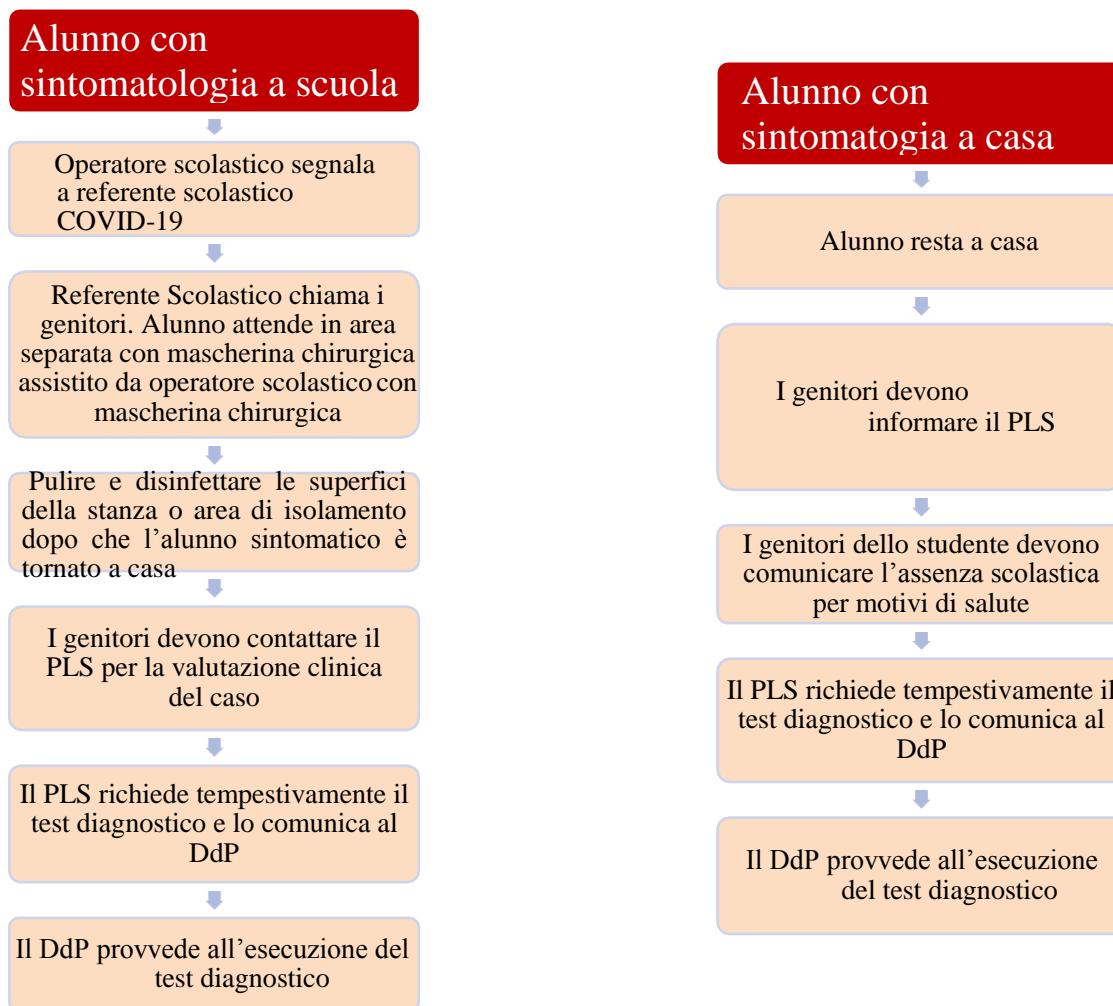 Alunno con
sintomatologia a scuola
Operatore scolastico segnala
a referente scolastico
COVID-19
Referente Scolastico chiama i
genitori. Alunno attende in area
separata con mascherina chirurgica
assistito da operatore scolastico con
mascherina chirurgica
Pulire e disinfettare le superfici
della stanza o area di isolamento
dopo che l’alunno sintomatico è
tornato a casa
I genitori devono contattare il
PLS per la valutazione clinica
del caso
Il PLS richiede tempestivamente il
test diagnostico e lo comunica al
DdP
Il DdP provvede all’esecuzione del
test diagnostico
Alunno con
sintomatogia a casa
Alunno resta a casa
I genitori devono
informare il PLS
I genitori dello studente devono
comunicare l’assenza scolastica
per motivi di salute
Il PLS richiede tempestivamente il
test diagnostico e lo comunica al
DdP
Il DdP provvede all’esecuzione
del test diagnostico